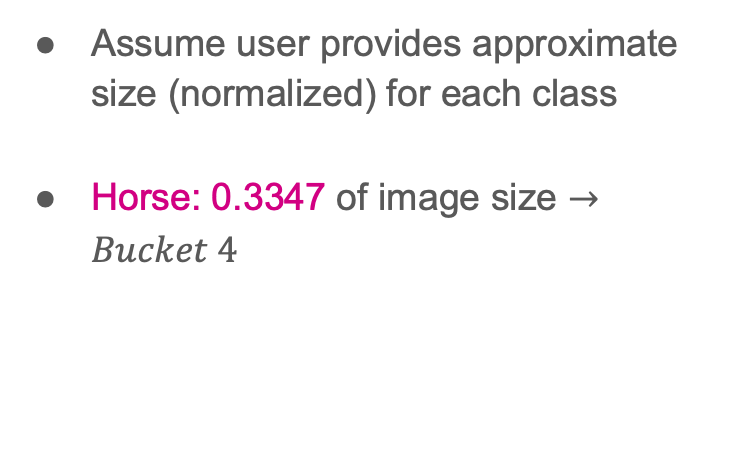 ● Assume user provides approximate
size (normalized) for each class
● Horse: 0.3347 of image size →
Bucket 4